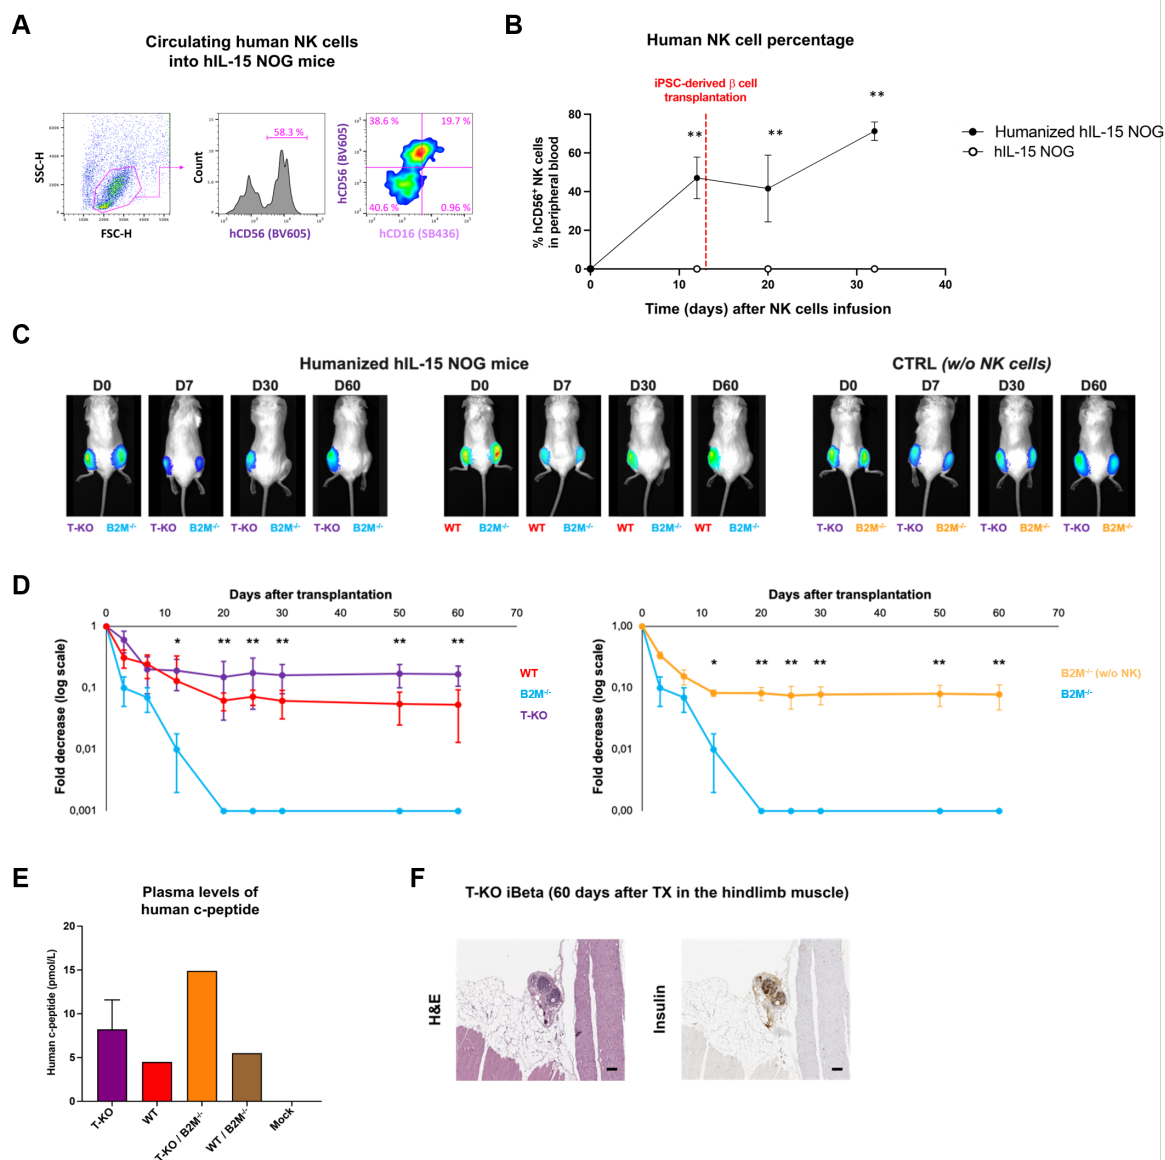 A
Circulating human NK cells
into hIL-15 NOG mice
SSC-H
FSC-H
58.3 %
Count
hCD56 (BV605)
hCD56 (BV605)
38.6 %
19.7 %
40.6 %
0.96 %
hCD16 (SB436)
B
Human NK cell percentage
iPSC-derived β cell
transplantation
% hCD56⁺ NK cells
in peripheral blood
80
60
40
20
0
**
**
**
0
10
20
30
40
Time (days) after NK cells infusion
Humanized hIL-15 NOG
hIL-15 NOG
C
Humanized hIL-15 NOG mice
CTRL (w/o NK cells)
D0 D7 D30 D60
D0 D7 D30 D60
D0 D7 D30 D60
T-KO B2M⁻/⁻ T-KO B2M⁻/⁻ T-KO B2M⁻/⁻ T-KO B2M⁻/⁻
WT B2M⁻/⁻ WT B2M⁻/⁻ WT B2M⁻/⁻ WT B2M⁻/⁻
T-KO B2M⁻/⁻ T-KO B2M⁻/⁻ T-KO B2M⁻/⁻ T-KO B2M⁻/⁻
D
Days after transplantation
0 10 20 30 40 50 60 70
Fold decrease (log scale)
1
0,1
0,01
0,001
* ** ** ** ** **
WT
B2M⁻/⁻
T-KO
Days after transplantation
0 10 20 30 40 50 60 70
Fold decrease (log scale)
1,00
0,10
0,01
0,00
* ** ** ** ** **
B2M⁻/⁻ (w/o NK)
B2M⁻/⁻
E
Plasma levels of
human c-peptide
Human c-peptide (pmol/L)
20
15
10
5
0
T-KO
WT
T-KO / B2M⁻/⁻
WT / B2M⁻/⁻
Mock
F
T-KO iBeta (60 days after TX in the hindlimb muscle)
H&E
Insulin